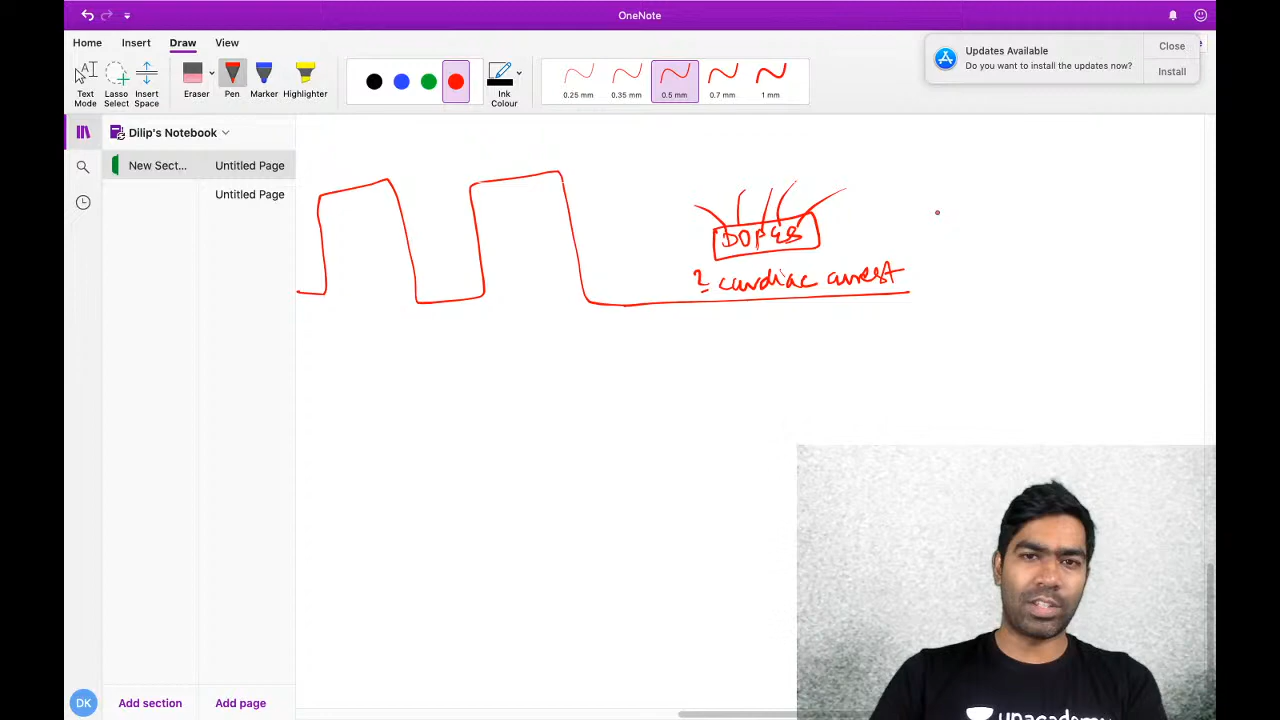 OneNote
Home Insert Draw View
Updates Available
Do you want to install the updates now?
Close
Install
Text Mode
Lasso Select
Insert Space
Eraser
Pen
Marker
Highlighter
Ink Colour
0.25 mm
0.35 mm
0.5 mm
0.7 mm
1 mm
Dilip's Notebook
New Sect...
Untitled Page
Untitled Page
DOPES
? cardiac arrest
DK
Add section
Add page
unacademy